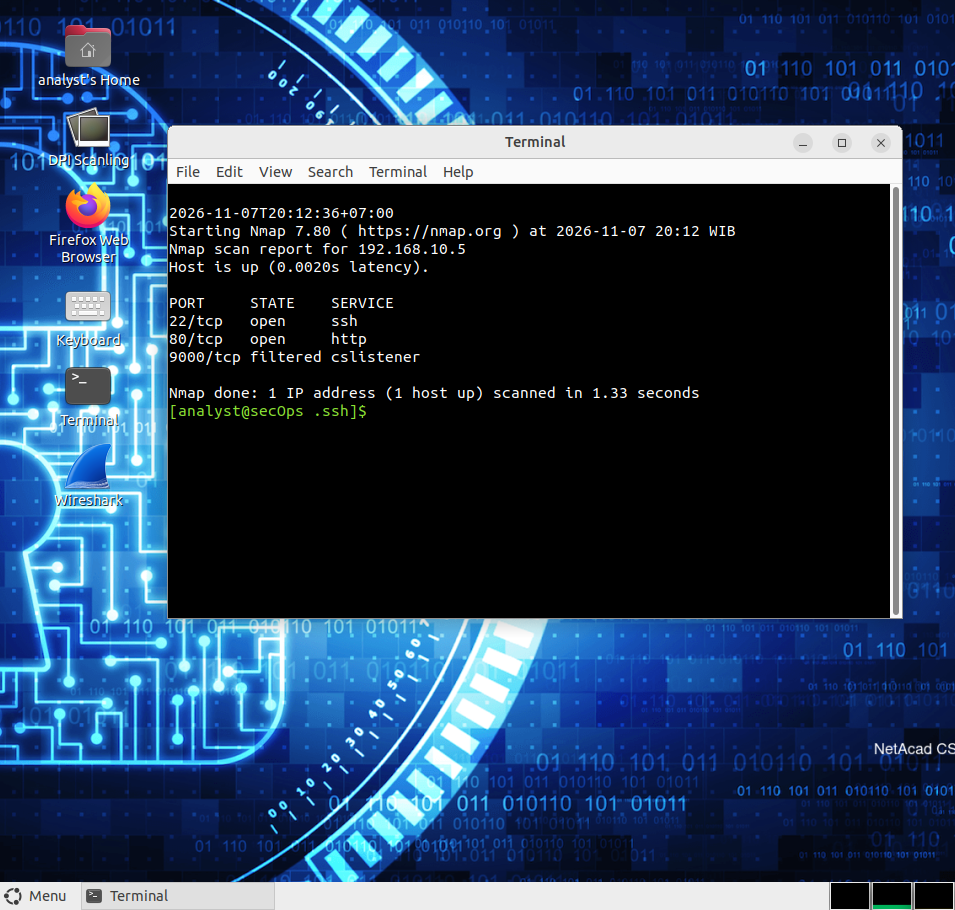 analyst's Home
DPI Scanling
Firefox Web
Browser
Keyboard
Terminal
Wireshark
Terminal
File Edit View Search Terminal Help
2026-11-07T20:12:36+07:00
Starting Nmap 7.80 ( https://nmap.org ) at 2026-11-07 20:12 WIB
Nmap scan report for 192.168.10.5
Host is up (0.0020s latency).
PORT STATE SERVICE
22/tcp open ssh
80/tcp open http
9000/tcp filtered cslistener
Nmap done: 1 IP address (1 host up) scanned in 1.33 seconds
[analyst@secOps .ssh]$
NetAcad CS
Menu Terminal